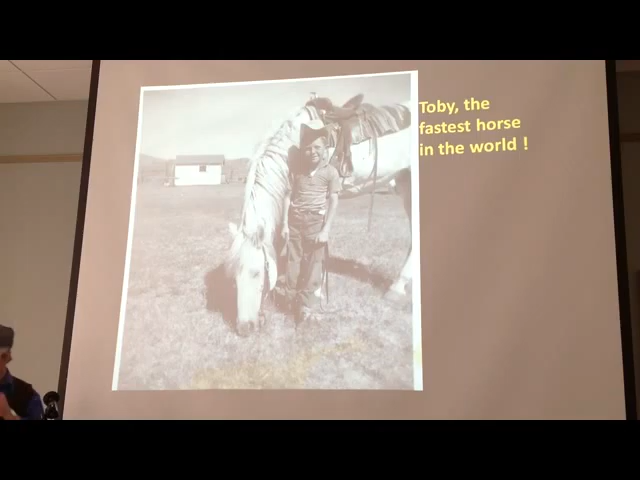 Toby, the
fastest horse
in the world !